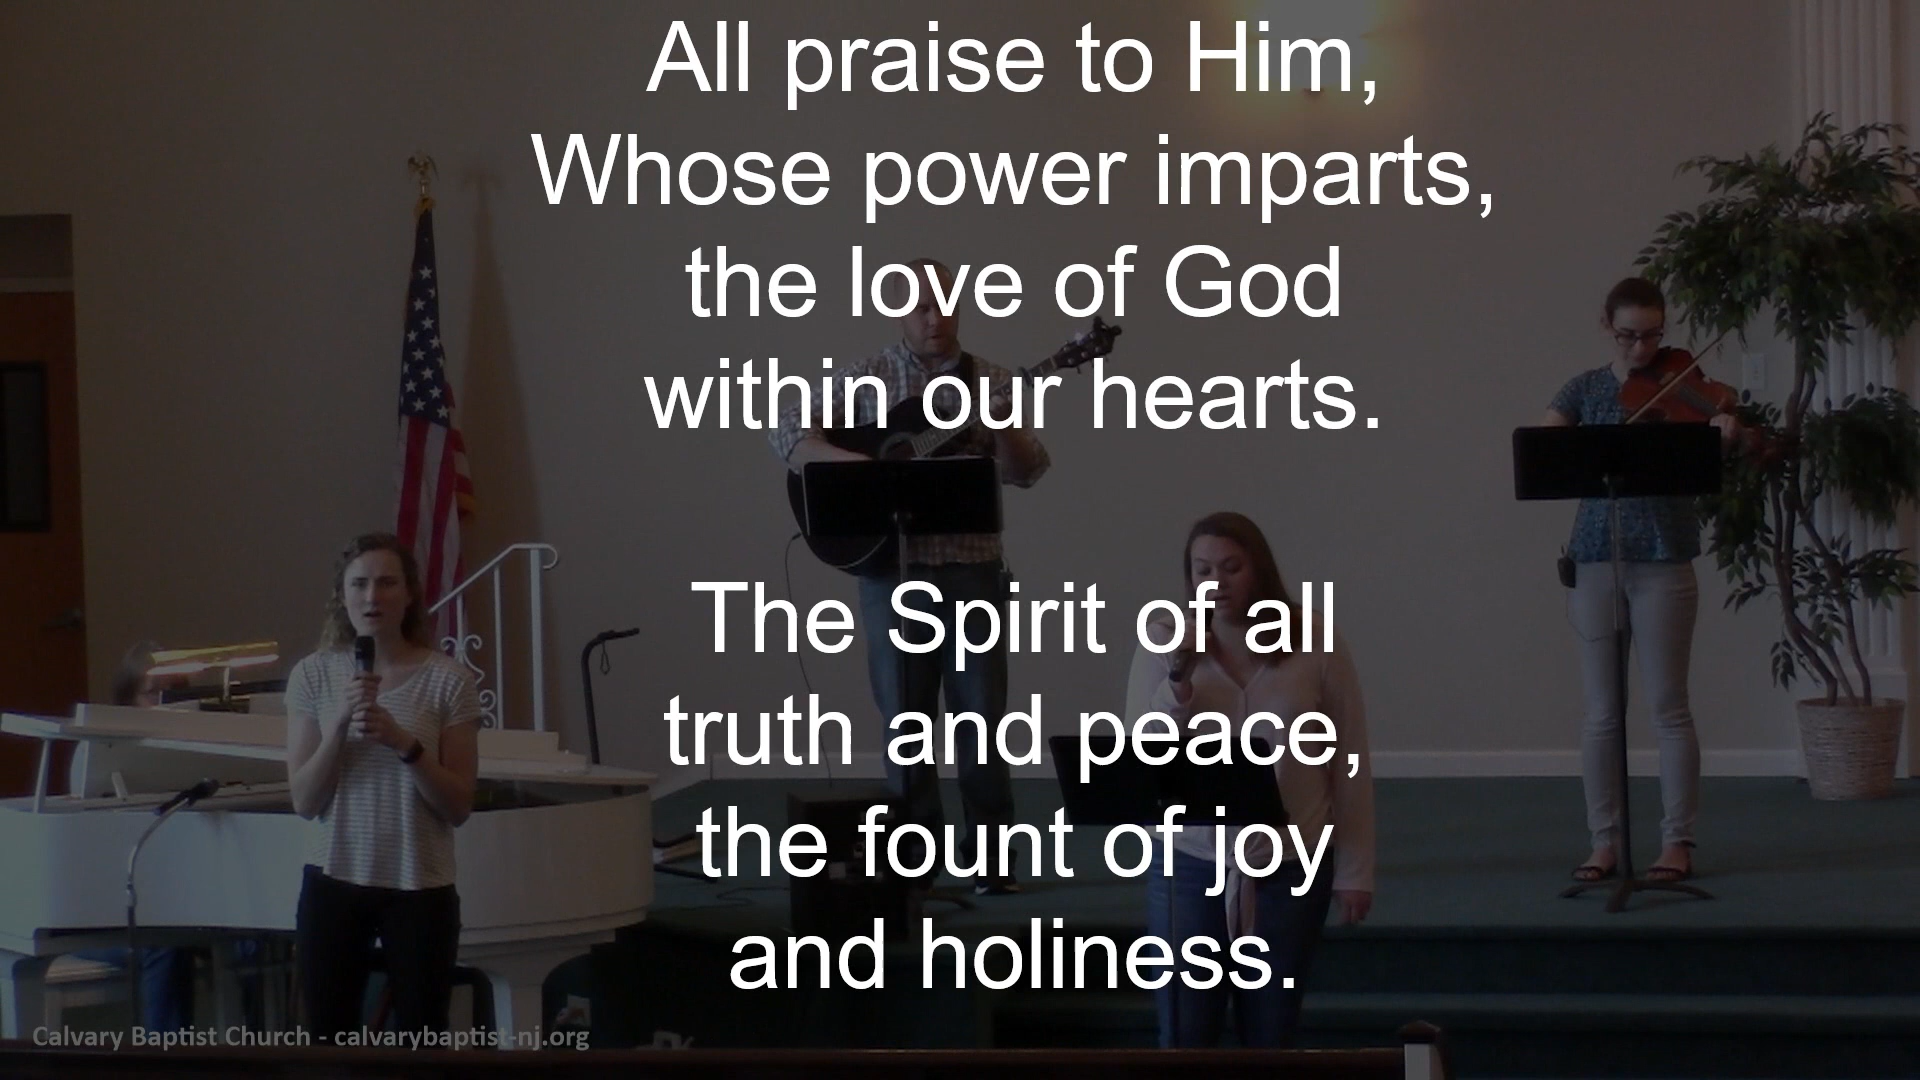 All praise to Him,
Whose power imparts,
the love of God
within our hearts.
The Spirit of all
truth and peace,
the fount of joy
and holiness.
Calvary Baptist Church - calvarybaptist-nj.org